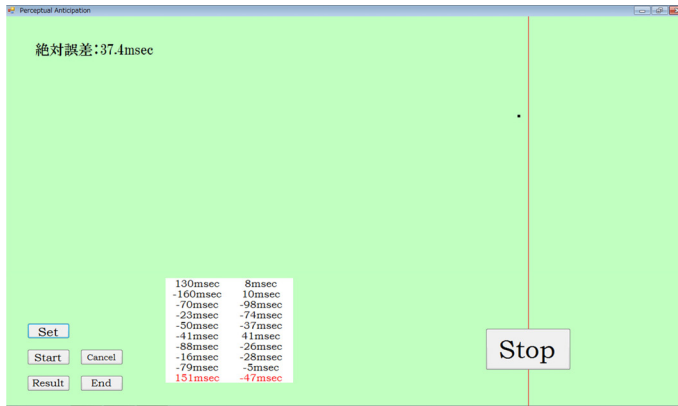 Perceptual Anticipation
絶対誤差:37.4msec
130msec 8msec
-160msec 10msec
-70msec -98msec
-23msec -74msec
-50msec -37msec
-41msec 41msec
-88msec -26msec
-16msec -28msec
-79msec -5msec
151msec -47msec
Set
Start Cancel
Result End
Stop